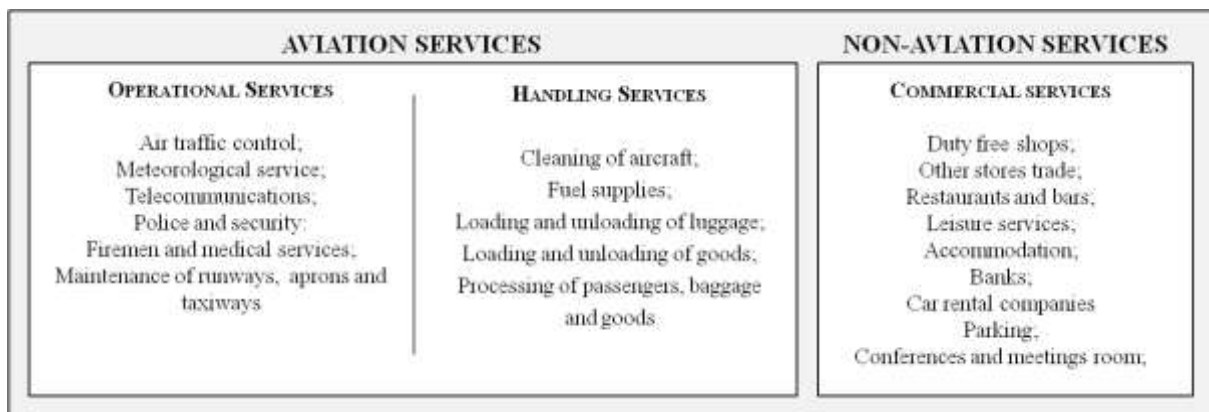 AVIATION SERVICES
OPERATIONAL SERVICES
Air traffic control;
Meteorological service;
Telecommunications;
Police and security:
Firemen and medical services;
Maintenance of runways, aprons and
taxiways
HANDLING SERVICES
Cleaning of aircraft;
Fuel supplies;
Loading and unloading of luggage;
Loading and unloading of goods;
Processing of passengers, baggage
and goods
NON-AVIATION SERVICES
COMMERCIAL SERVICES
Duty free shops;
Other stores trade;
Restaurants and bars;
Leisure services;
Accommodation;
Banks;
Car rental companies
Parking;
Conferences and meetings room;